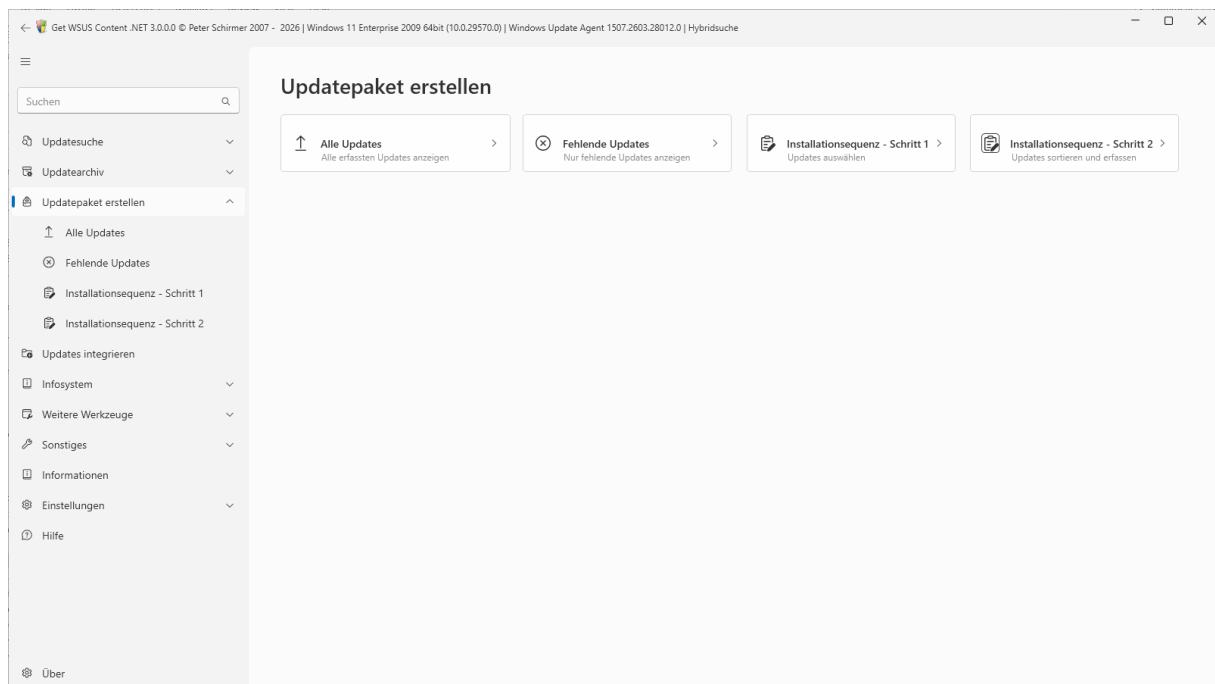 Get WSUS Content .NET 3.0.0.0 © Peter Schirmer 2007 - 2026 | Windows 11 Enterprise 2009 64bit (10.0.29570.0) | Windows Update Agent 1507.2603.28012.0 | Hybridsuche
Suchen
Updatesuche
Updatearchiv
Updatepaket erstellen
Alle Updates
Fehlende Updates
Installationsequenz - Schritt 1
Installationsequenz - Schritt 2
Updates integrieren
Infosystem
Weitere Werkzeuge
Sonstiges
Informationen
Einstellungen
Hilfe
Über
Updatepaket erstellen
Alle Updates
Alle erfassten Updates anzeigen
Fehlende Updates
Nur fehlende Updates anzeigen
Installationsequenz - Schritt 1
Updates auswählen
Installationsequenz - Schritt 2
Updates sortieren und erfassen